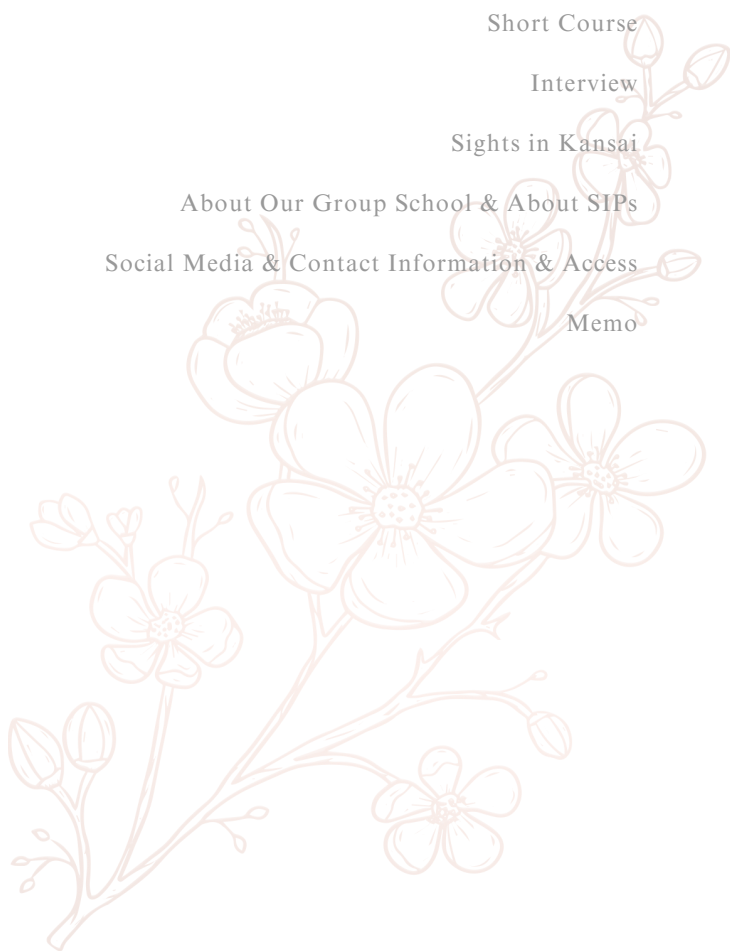 Short Course
Interview
Sights in Kansai
About Our Group School & About SIPs
Social Media & Contact Information & Access
Memo